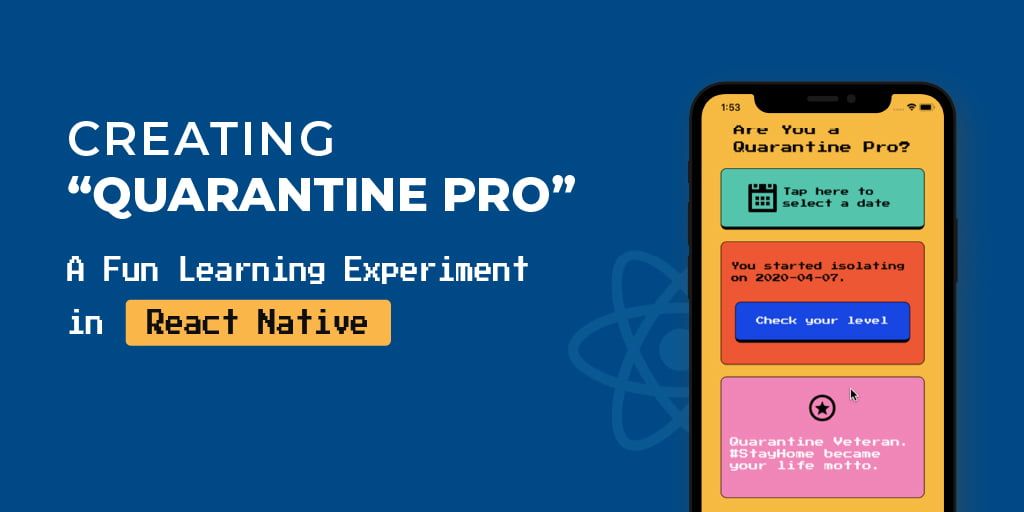 CREATING
“QUARANTINE PRO”
A Fun Learning Experiment
in React Native
1:53
Are You a
Quarantine Pro?
Tap here to
select a date
You started isolating
on 2020-04-07.
Check your level
Quarantine Veteran.
#StayHome became
your life motto.